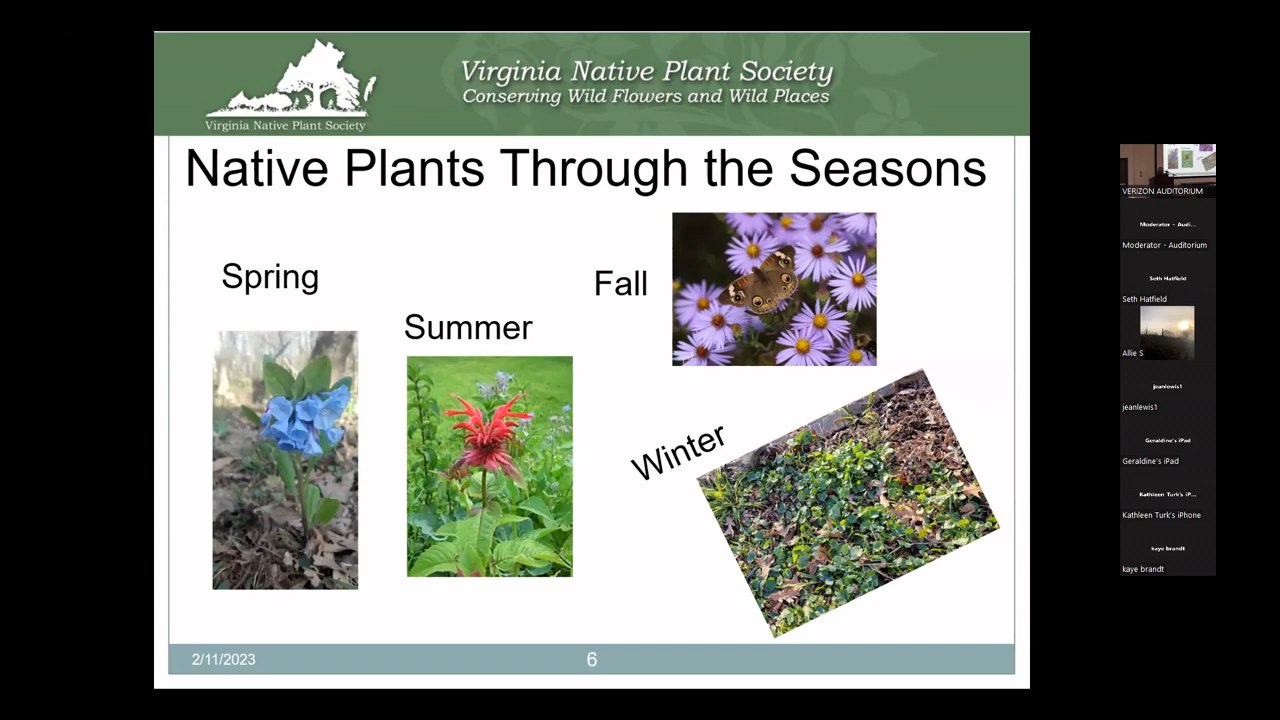 Virginia Native Plant Society
Conserving Wild Flowers and Wild Places
Virginia Native Plant Society
Native Plants Through the Seasons
Spring
Summer
Fall
Winter
2/11/2023
6
VERIZON AUDITORIUM
Moderator - Audi...
Moderator - Auditorium
Seth Hatfield
Seth Hatfield
Allie S
jeanlewis1
jeanlewis1
Geraldine's iPad
Geraldine's iPad
Kathleen Turk's iP...
Kathleen Turk's iPhone
kaye brandt
kaye brandt